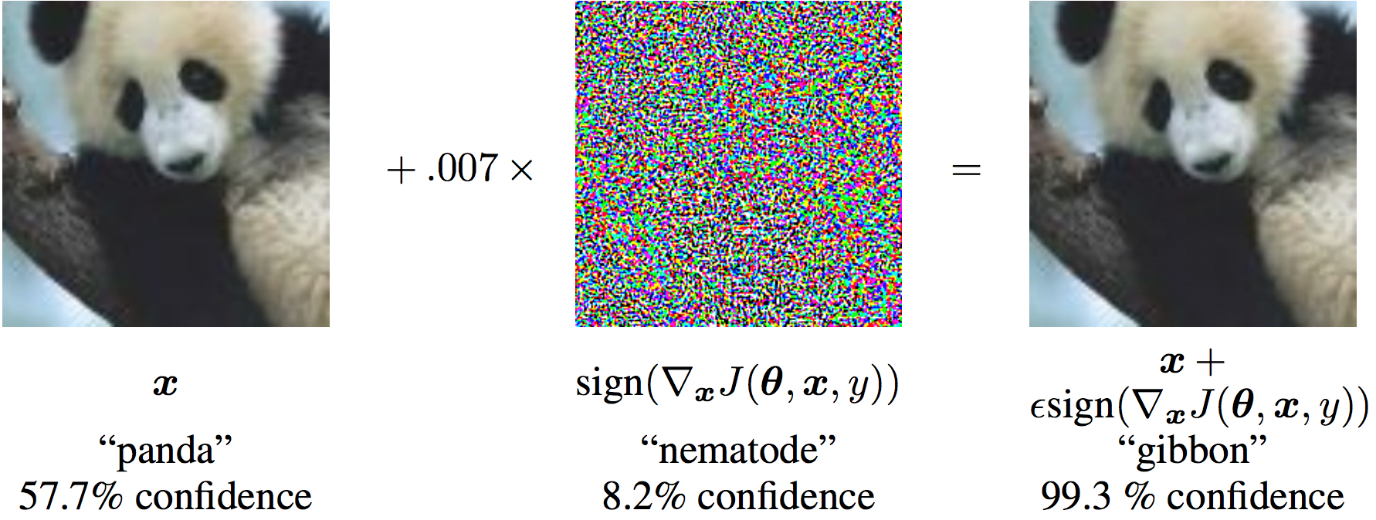 + .007 ×
=
x
“panda”
57.7% confidence
sign(∇ₓJ(θ, x, y))
“nematode”
8.2% confidence
x +
ϵsign(∇ₓJ(θ, x, y))
“gibbon”
99.3 % confidence